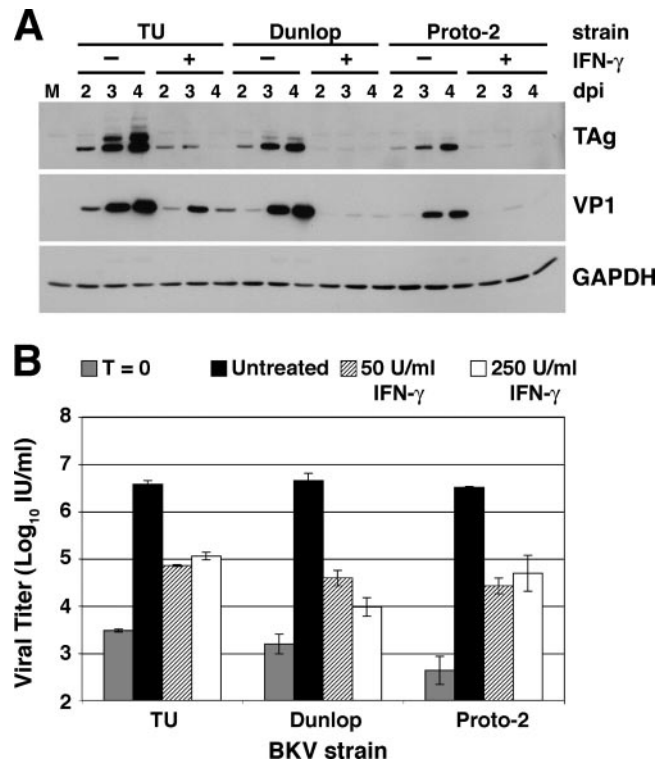 A
TU Dunlop Proto-2 strain
– + – + – + IFN-γ
M 2 3 4 2 3 4 2 3 4 2 3 4 2 3 4 2 3 4 dpi
TAg
VP1
GAPDH
B
T = 0 Untreated 50 U/ml 250 U/ml
IFN-γ IFN-γ
8
7
6
5
4
3
2
Viral Titer (Log10 IU/ml)
TU Dunlop Proto-2
BKV strain